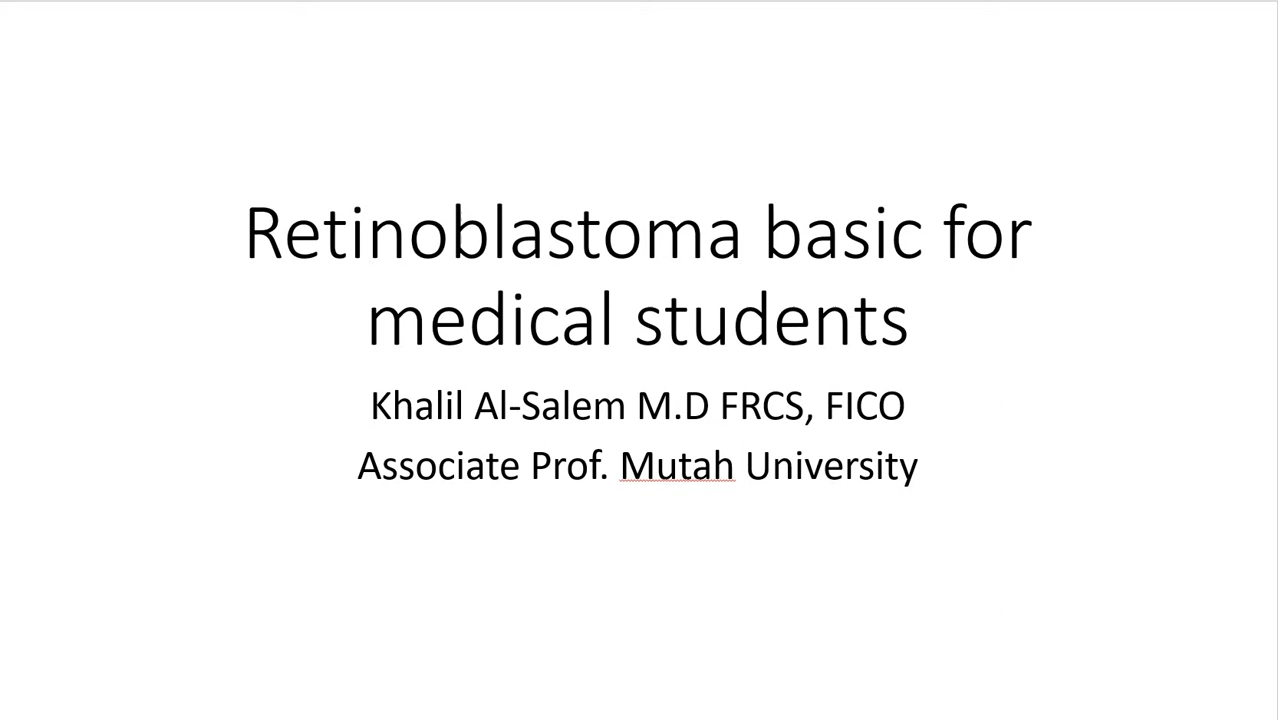 Retinoblastoma basic for
medical students
Khalil Al-Salem M.D FRCS, FICO
Associate Prof. Mutah University